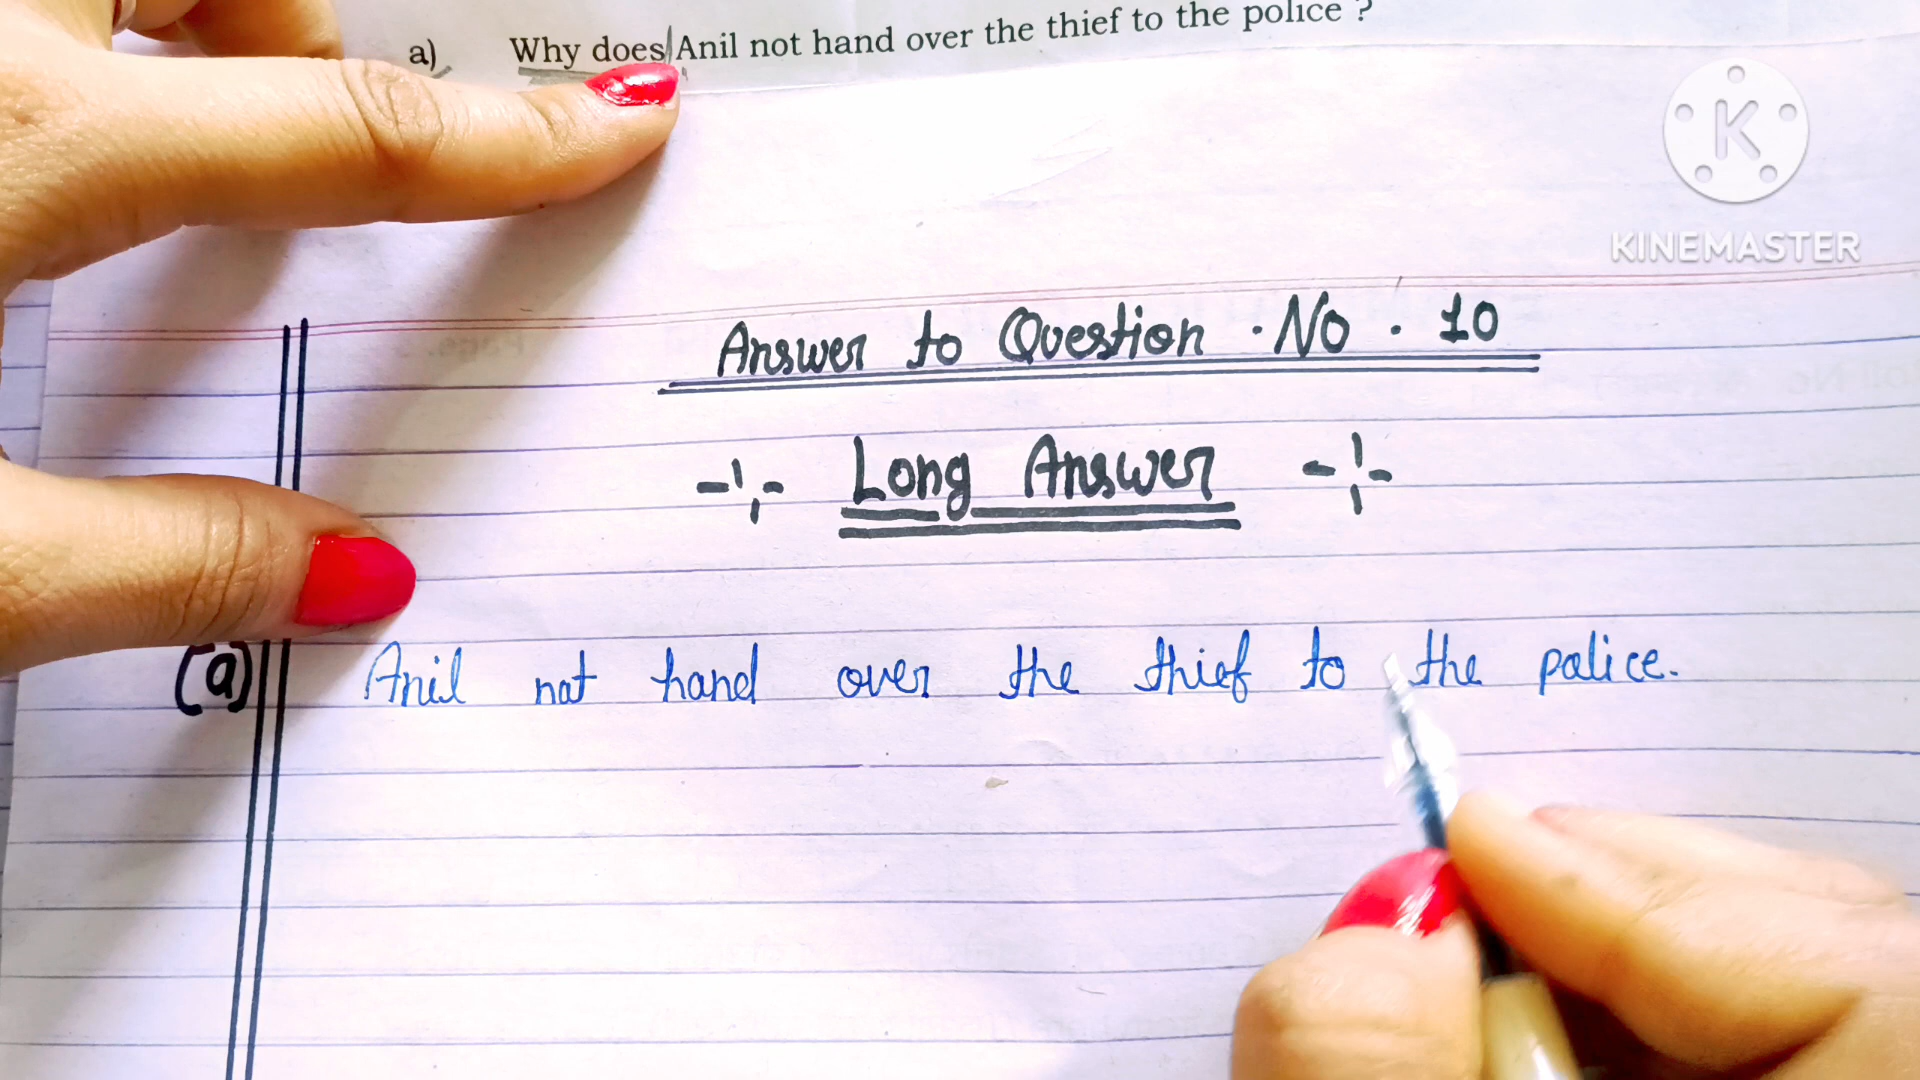 a) Why does Anil not hand over the thief to the police ?
K
KINEMASTER
Answer to Question . No . 10
Long Answer
(a) Anil not hand over the thief to the police.